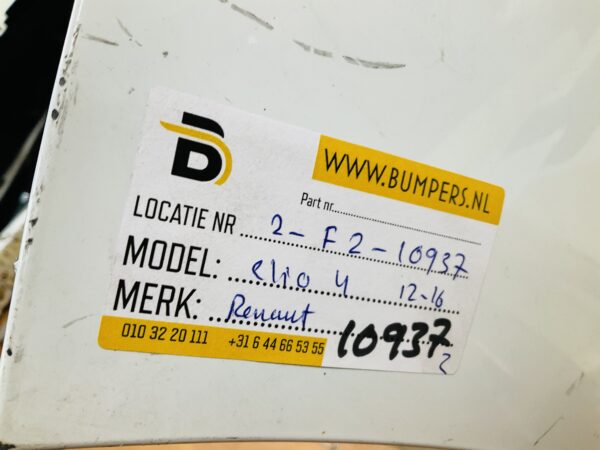 B
WWW.BUMPERS.NL
Part nr.
LOCATIE NR 2-F2-10937
MODEL: clio 4 12-16
MERK: Renault
010 32 20 111 +31 6 44 66 53 55 10937
2